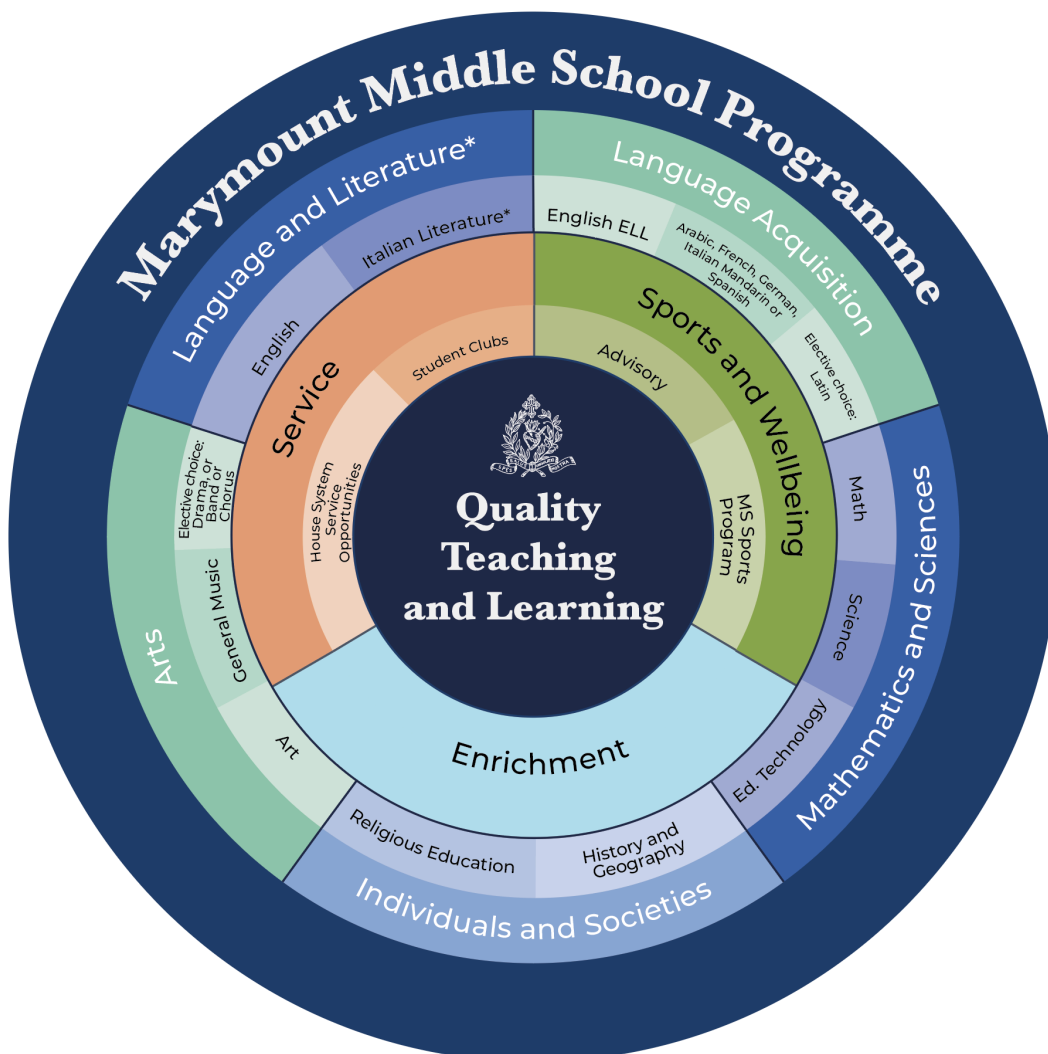 Marymount Middle School Programme
Language and Literature*
Italian Literature*
English
Language Acquisition
English ELL
Arabic, French, German,
Italian Mandarin or
Spanish
Elective choice:
Latin
Mathematics and Sciences
Math
Science
Ed. Technology
Individuals and Societies
History and
Geography
Religious Education
Arts
Art
General Music
Elective choice:
Drama, or
Band or
Chorus
Service
Student Clubs
House System
Service
Opportunities
Sports and Wellbeing
Advisory
MS Sports
Program
Enrichment
Quality
Teaching
and Learning